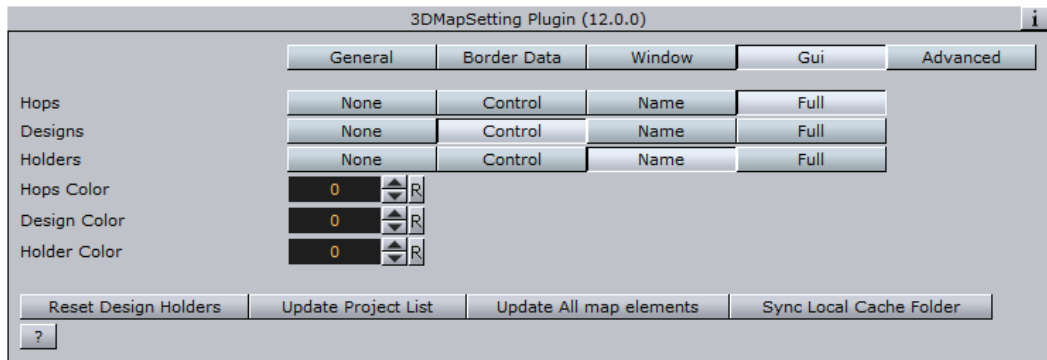 3DMapSetting Plugin (12.0.0) i
General Border Data Window Gui Advanced
Hops None Control Name Full
Designs None Control Name Full
Holders None Control Name Full
Hops Color 0 R
Design Color 0 R
Holder Color 0 R
Reset Design Holders Update Project List Update All map elements Sync Local Cache Folder
?